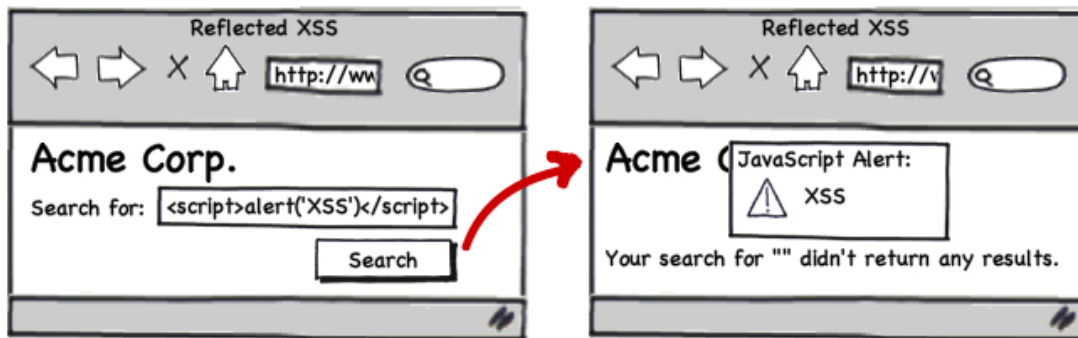 Reflected XSS
http://ww
Acme Corp.
Search for: <script>alert('XSS')</script>
Search
Reflected XSS
http://v
Acme
JavaScript Alert:
XSS
Your search for "" didn't return any results.